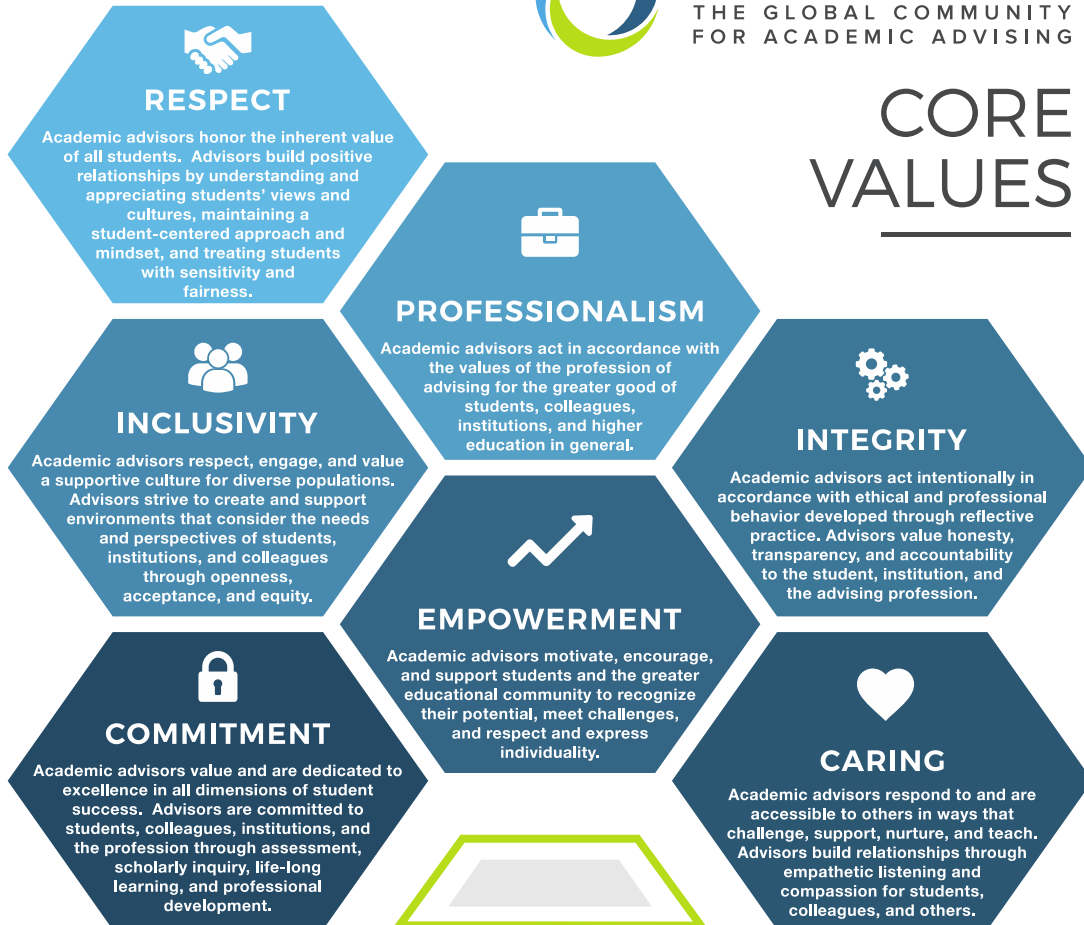 THE GLOBAL COMMUNITY
FOR ACADEMIC ADVISING
CORE
VALUES
RESPECT
Academic advisors honor the inherent value
of all students. Advisors build positive
relationships by understanding and
appreciating students' views and
cultures, maintaining a
student-centered approach and
mindset, and treating students
with sensitivity and
fairness.
PROFESSIONALISM
Academic advisors act in accordance with
the values of the profession of
advising for the greater good of
students, colleagues,
institutions, and higher
education in general.
INCLUSIVITY
Academic advisors respect, engage, and value
a supportive culture for diverse populations.
Advisors strive to create and support
environments that consider the needs
and perspectives of students,
institutions, and colleagues
through openness,
acceptance, and equity.
INTEGRITY
Academic advisors act intentionally in
accordance with ethical and professional
behavior developed through reflective
practice. Advisors value honesty,
transparency, and accountability
to the student, institution, and
the advising profession.
EMPOWERMENT
Academic advisors motivate, encourage,
and support students and the greater
educational community to recognize
their potential, meet challenges,
and respect and express
individuality.
COMMITMENT
Academic advisors value and are dedicated to
excellence in all dimensions of student
success. Advisors are committed to
students, colleagues, institutions, and
the profession through assessment,
scholarly inquiry, life-long
learning, and professional
development.
CARING
Academic advisors respond to and are
accessible to others in ways that
challenge, support, nurture, and teach.
Advisors build relationships through
empathetic listening and
compassion for students,
colleagues, and others.